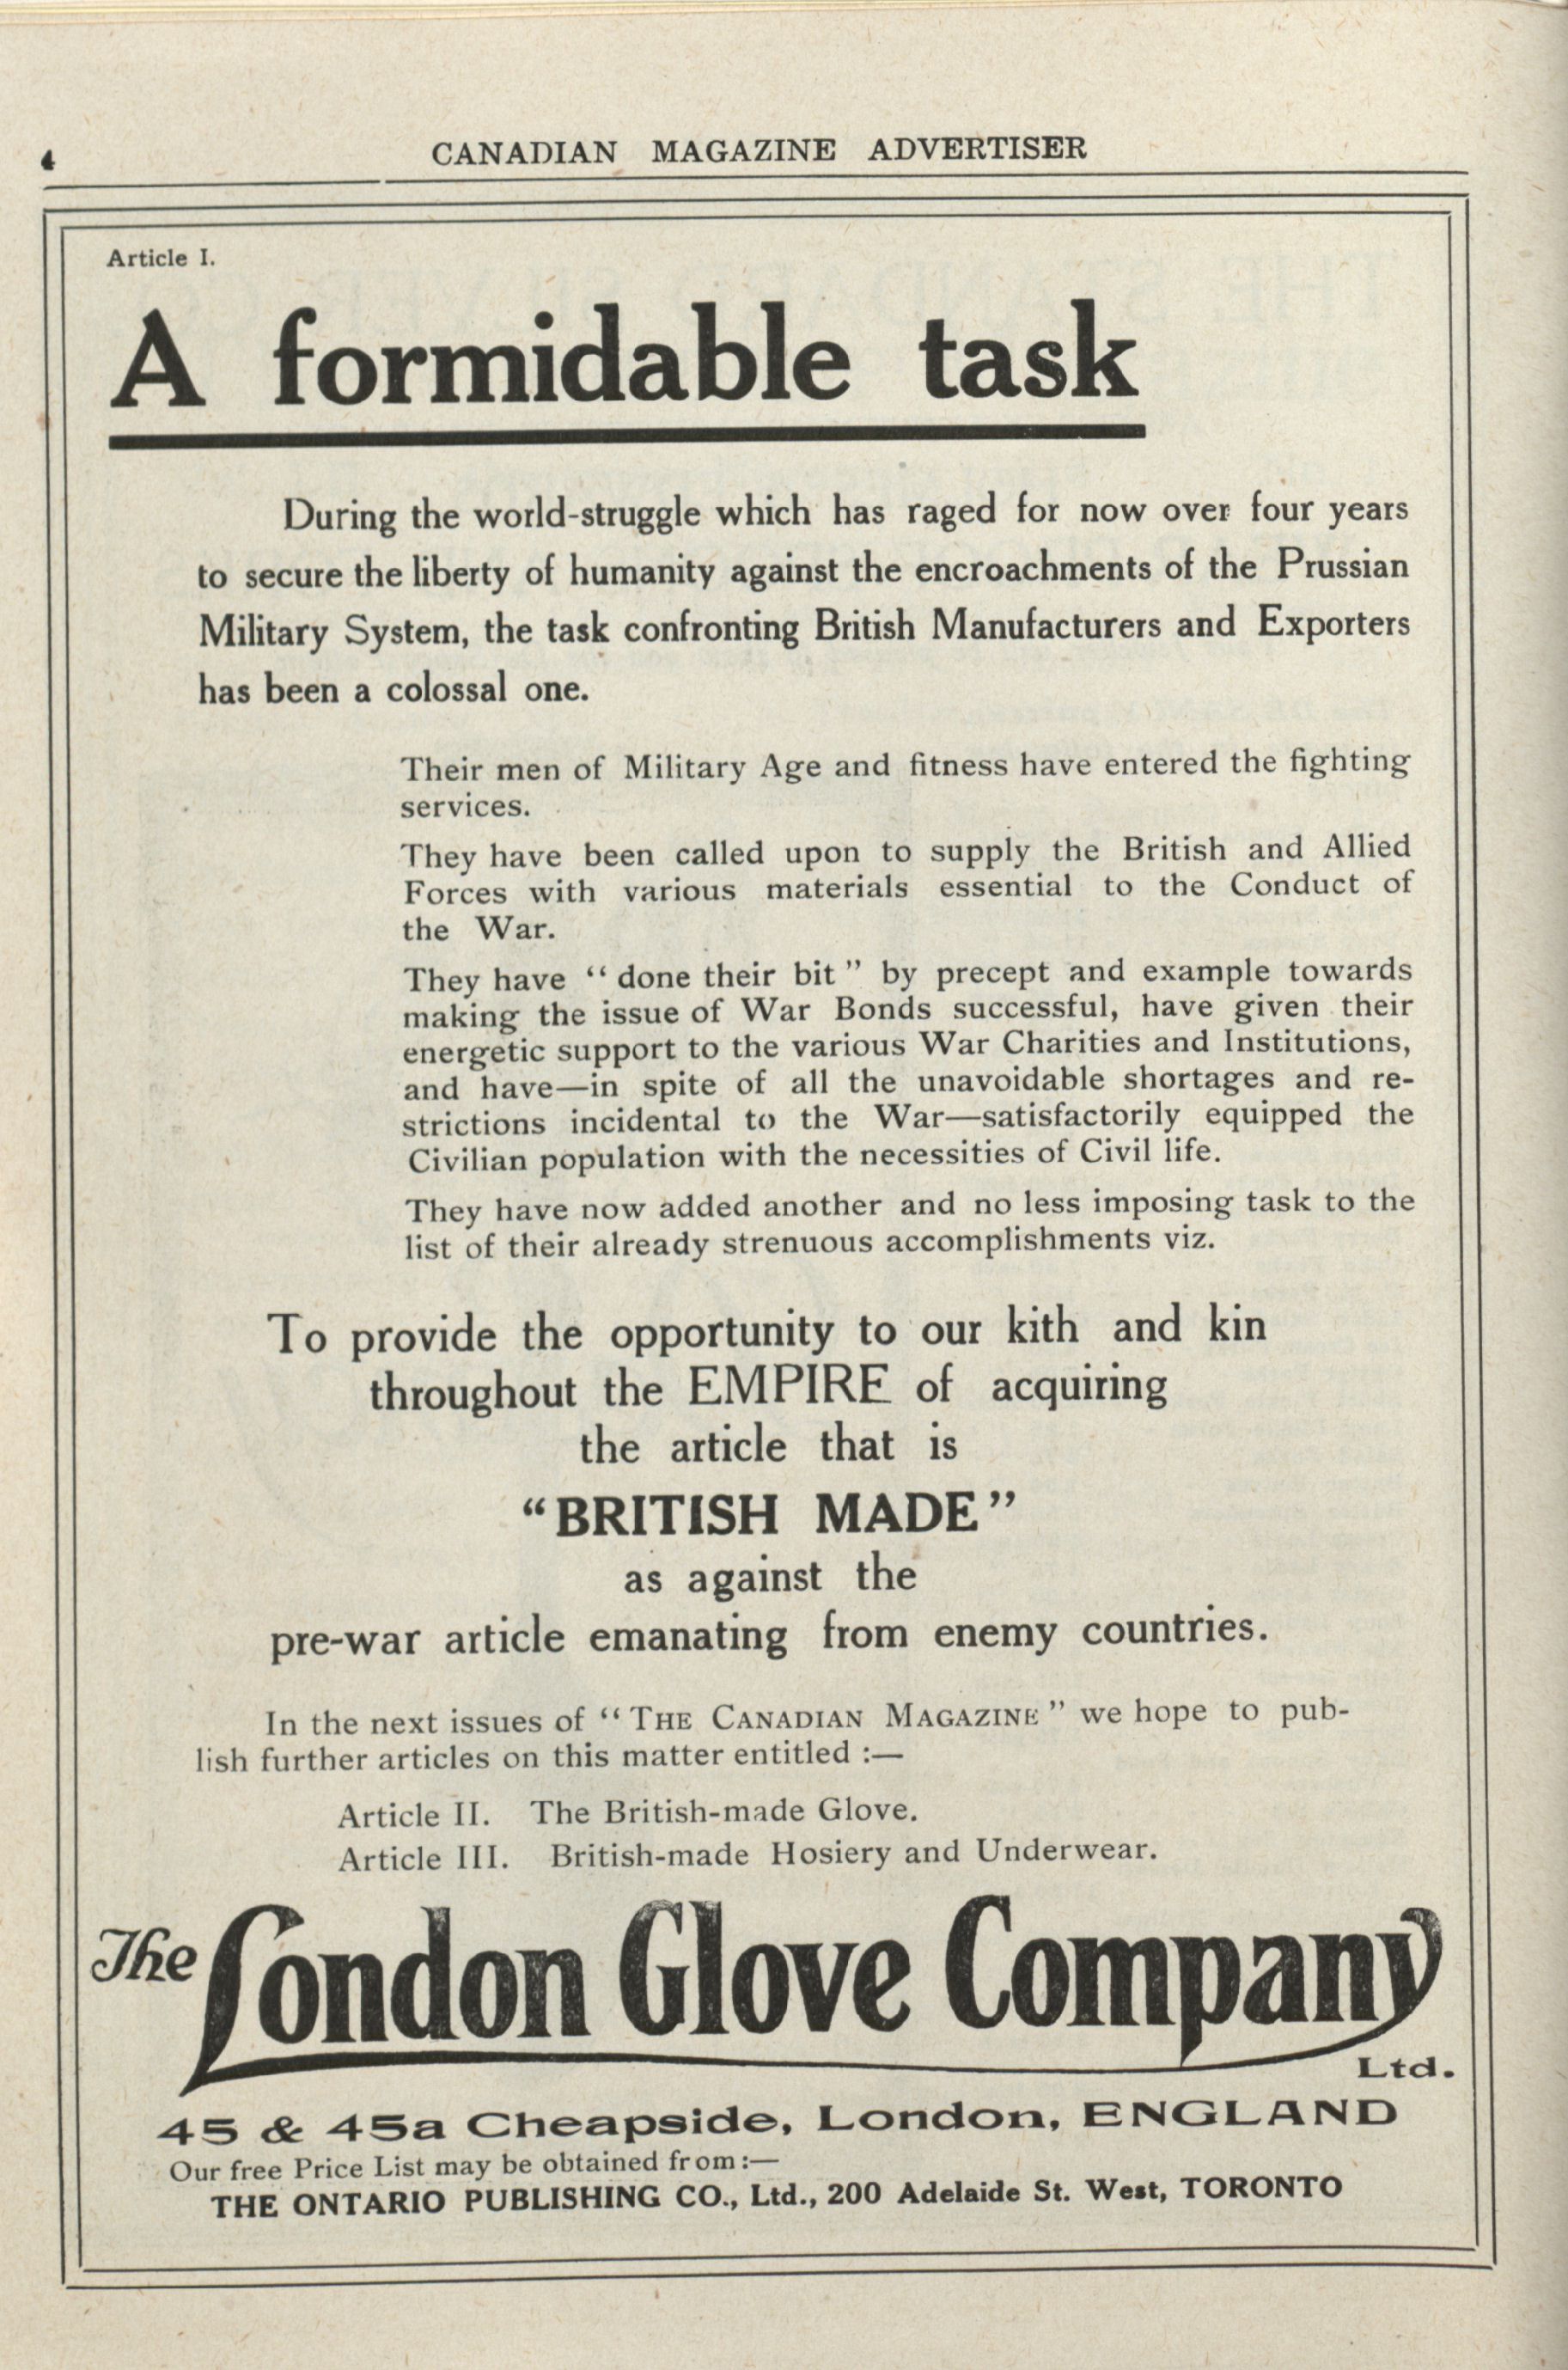 4
CANADIAN MAGAZINE ADVERTISER
Article I.
A formidable task
During the world-struggle which has raged for now over four years
to secure the liberty of humanity against the encroachments of the Prussian
Military System, the task confronting British Manufacturers and Exporters
has been a colossal one.
Their men of Military Age and fitness have entered the fighting
services.
They have been called upon to supply the British and Allied
Forces with various materials essential to the Conduct of
the War.
They have “done their bit” by precept and example towards
making the issue of War Bonds successful, have given their
energetic support to the various War Charities and Institutions,
and have—in spite of all the unavoidable shortages and re-
strictions incidental to the War—satisfactorily equipped the
Civilian population with the necessities of Civil life.
They have now added another and no less imposing task to the
list of their already strenuous accomplishments viz.
To provide the opportunity to our kith and kin
throughout the EMPIRE of acquiring
the article that is
“BRITISH MADE”
as against the
pre-war article emanating from enemy countries.
In the next issues of “THE CANADIAN MAGAZINE” we hope to pub-
lish further articles on this matter entitled :—
Article II. The British-made Glove.
Article III. British-made Hosiery and Underwear.
The London Glove Company
Ltd.
45 & 45a Cheapside, London, ENGLAND
Our free Price List may be obtained from:—
THE ONTARIO PUBLISHING CO., Ltd., 200 Adelaide St. West, TORONTO